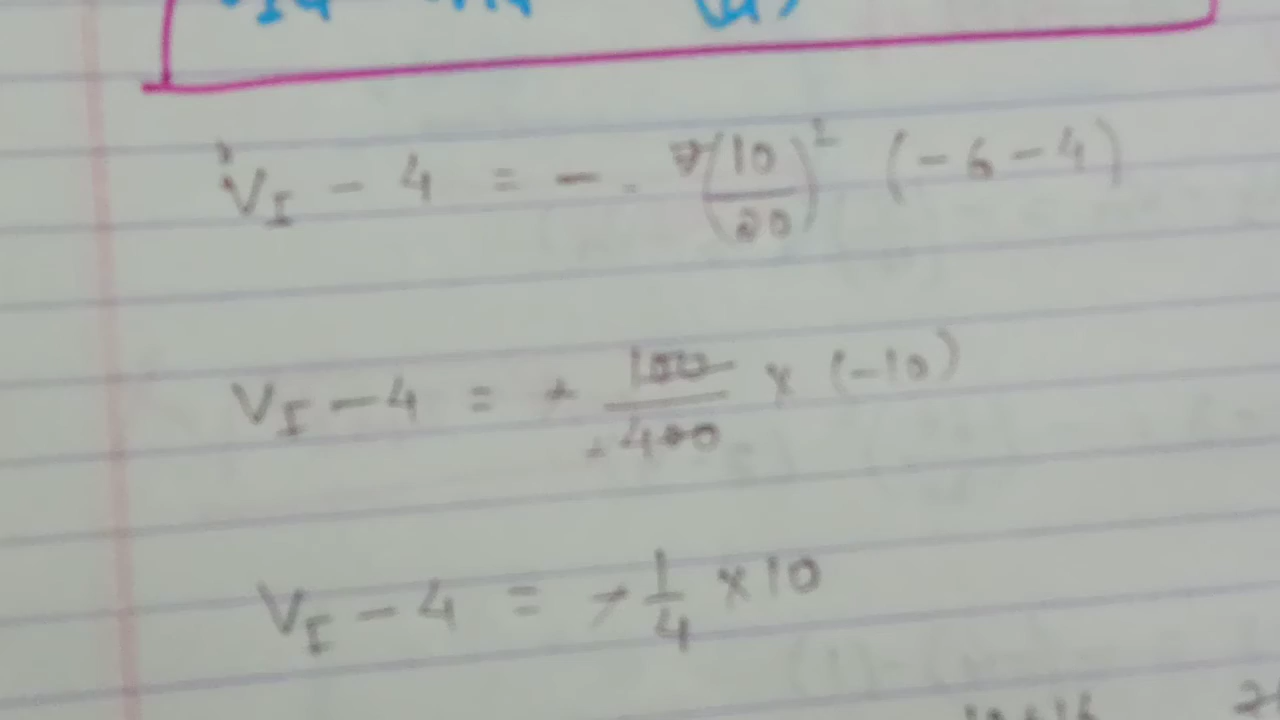 V_I - 4 = - (10/20)² (-6-4)
V_I - 4 = + 100/400 × (-10)
V_I - 4 = + 1/4 × 10